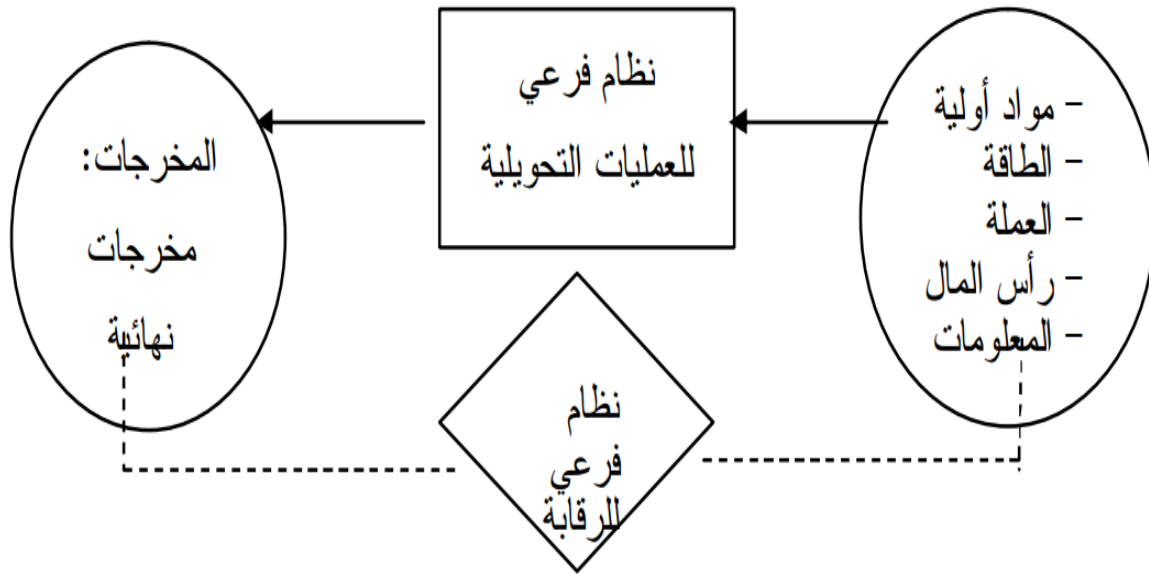 - مواد أولية
- الطاقة
- العملة
- رأس المال
- المعلومات
نظام فرعي
للعمليات التحويلية
المخرجات:
مخرجات
نهائية
نظام
فرعي
للرقابة